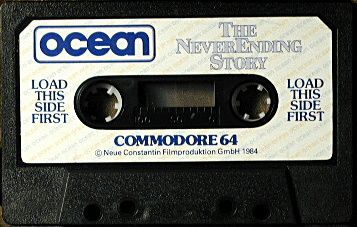 ocean
THE
NEVERENDING
STORY
LOAD
THIS
SIDE
FIRST
LOAD
THIS
SIDE
FIRST
COMMODORE 64
© Neue Constantin Filmproduktion GmbH 1984